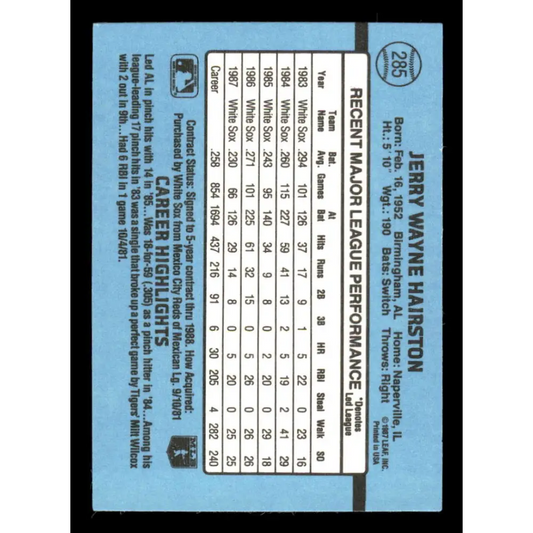 285
JERRY WAYNE HAIRSTON
Born: Feb. 16, 1952 Birmingham, AL Home: Naperville, IL
Ht.: 5' 10" Wgt.: 190 Bats: Switch Throws: Right
© 1987 LEAF, INC.
Printed in USA
RECENT MAJOR LEAGUE PERFORMANCE *Denotes Led League
Year Team Name Bat. Avg. Games At Bat Hits Runs 2B 3B HR RBI Steal Walk SO
1983 White Sox .294 101 126 37 17 9 1 5 22 0 23 16
1984 White Sox .260 115 227 59 41 13 2 5 19 2 41 29
1985 White Sox .243 95 140 34 9 8 0 2 20 0 29 18
1986 White Sox .271 101 225 61 32 15 0 5 26 0 26 26
1987 White Sox .230 66 126 29 14 8 0 5 20 0 25 25
Career .258 854 1694 437 216 91 6 30 205 4 282 240
Contract Status: Signed to 5-year contract thru 1988. How Acquired:
Purchased by White Sox from Mexico City Reds of Mexican Lg. 9/10/81
CAREER HIGHLIGHTS
Led AL in pinch hits with 14 in '85...Was 18-for-59 (.305) as a pinch hitter in '84...Among his
league-leading 17 pinch hits in '83 was a single that broke up a perfect game by Tigers' Milt Wilcox
with 2 out in 9th...Had 6 RBI in 1 game 10/4/81.